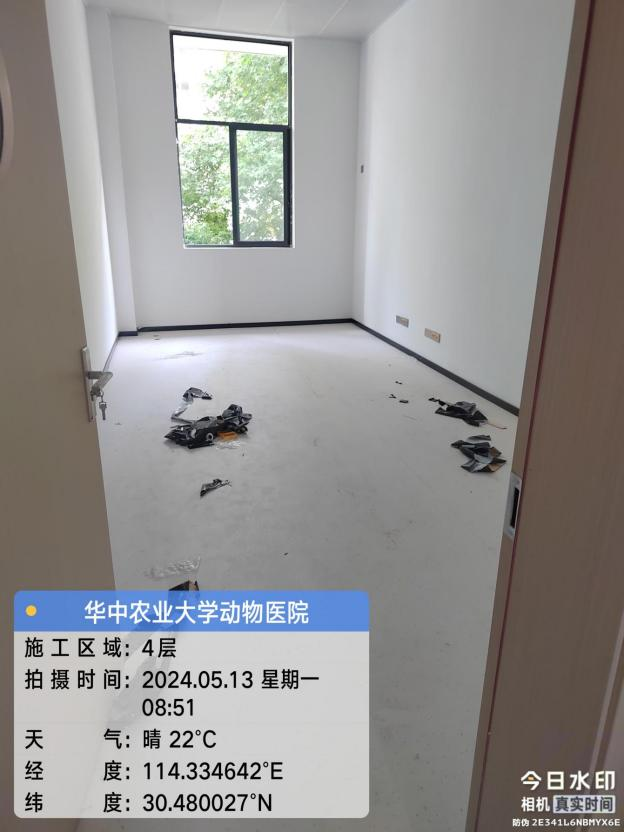 华中农业大学动物医院
施工区域：4层
拍摄时间：2024.05.13 星期一
08:51
天气：晴 22℃
经度：114.334642°E
纬度：30.480027°N
今日水印
相机 真实时间
防伪 2E341L6NBMYX6E